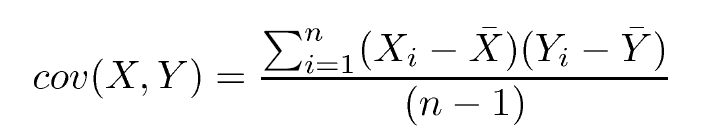 cov(X, Y) = \frac{\sum_{i=1}^{n}(X_i - \bar{X})(Y_i - \bar{Y})}{(n-1)}